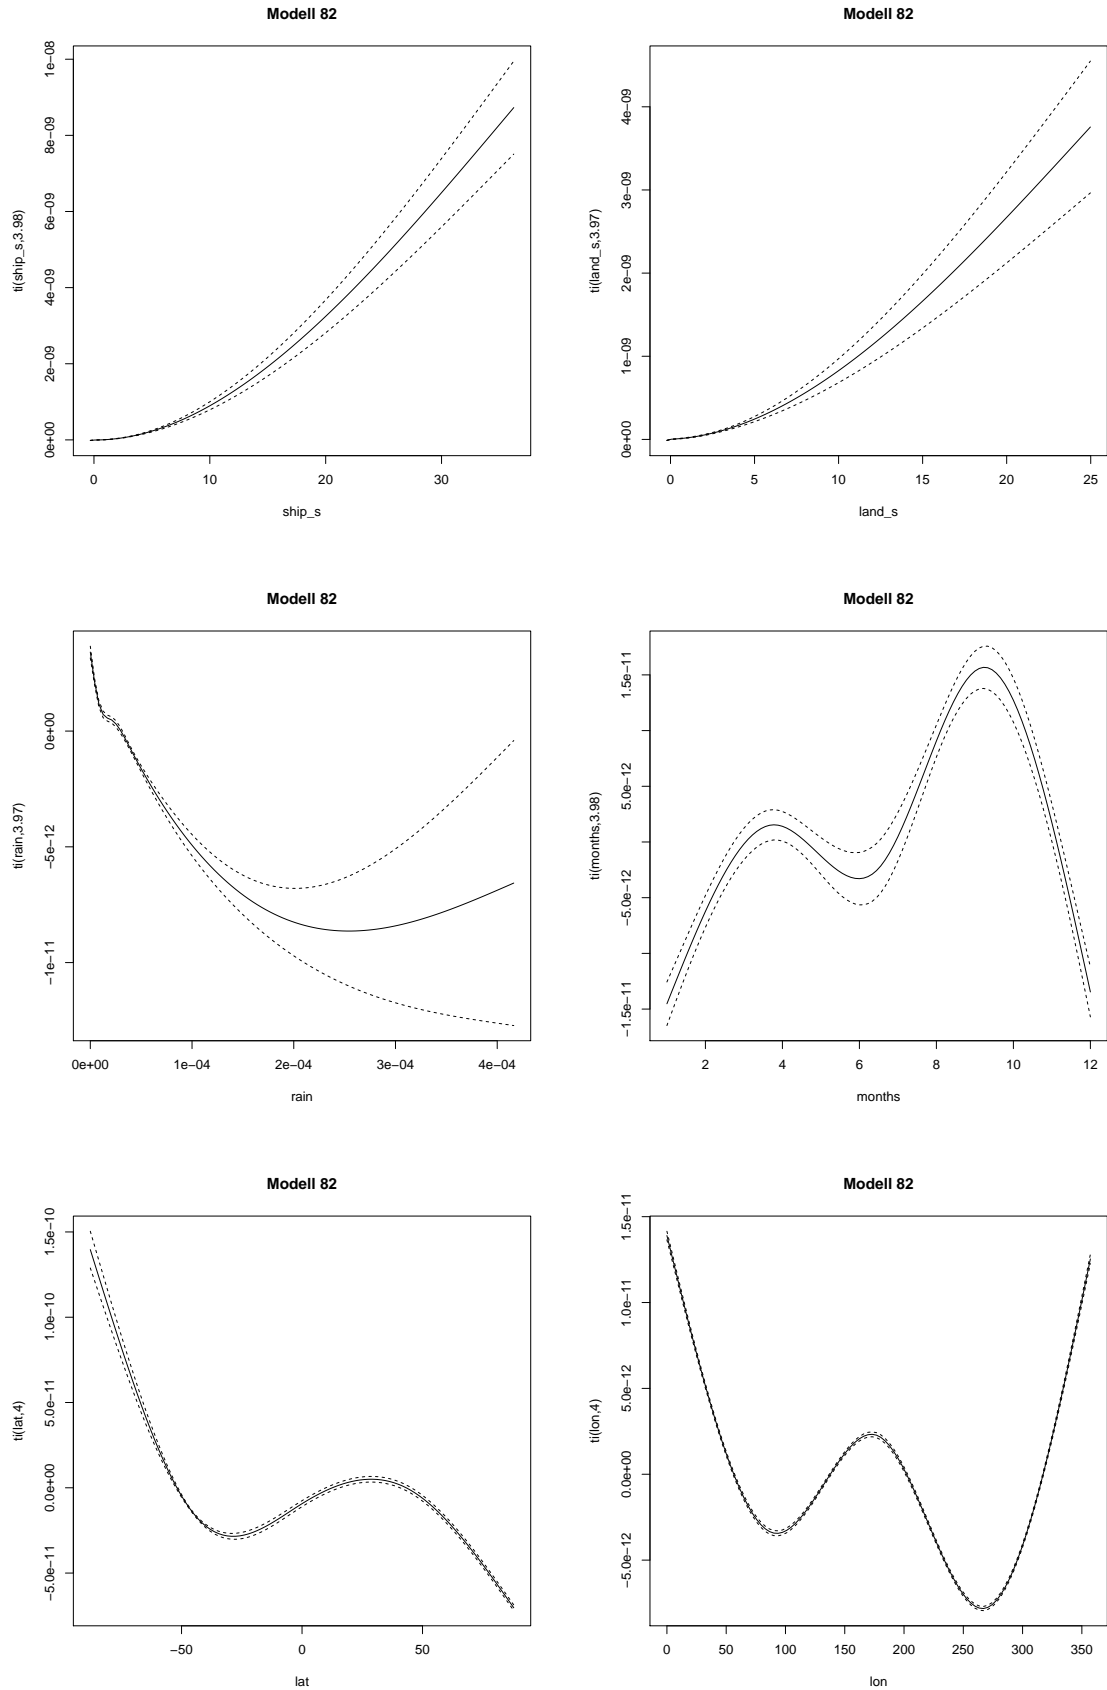 Modell 82
ti(ship_s,3.98)
0e+00 2e−09 4e−09 6e−09 8e−09 1e−08
0 10 20 30
ship_s
Modell 82
ti(land_s,3.97)
0e+00 1e−09 2e−09 3e−09 4e−09
0 5 10 15 20 25
land_s
Modell 82
ti(rain,3.97)
−1e−11 −5e−12 0e+00
0e+00 1e−04 2e−04 3e−04 4e−04
rain
Modell 82
ti(months,3.98)
−1.5e−11 −5.0e−12 5.0e−12 1.5e−11
2 4 6 8 10 12
months
Modell 82
ti(lat,4)
−5.0e−11 0.0e+00 5.0e−11 1.0e−10 1.5e−10
−50 0 50
lat
Modell 82
ti(lon,4)
−5.0e−12 0.0e+00 5.0e−12 1.0e−11 1.5e−11
0 50 100 150 200 250 300 350
lon